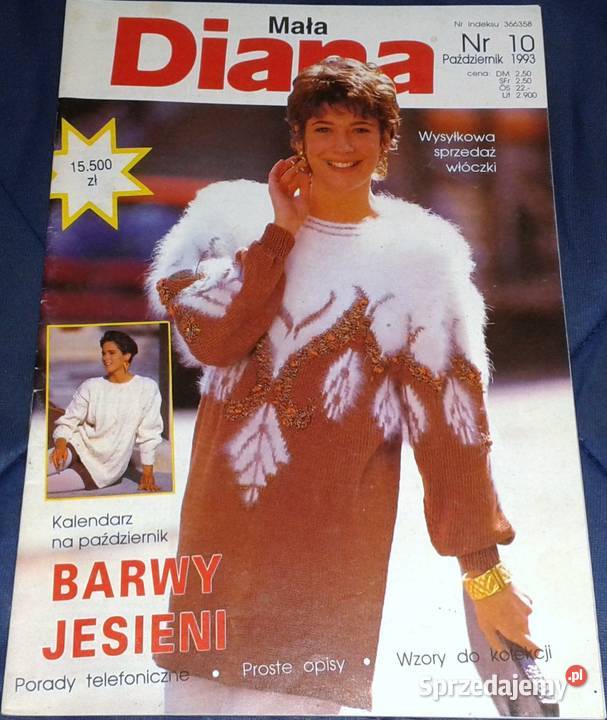 Mała
Diana
Nr indeksu 366358
Nr 10
Październik 1993
cena: DM 2,50
SFr 2,50
ÖS 22,-
Lit 2.900
15.500
zł
Wysyłkowa
sprzedaż
włóczki
Kalendarz
na październik
BARWY
JESIENI
Porady telefoniczne • Proste opisy • Wzory do kolekcji
Sprzedajemy.pl